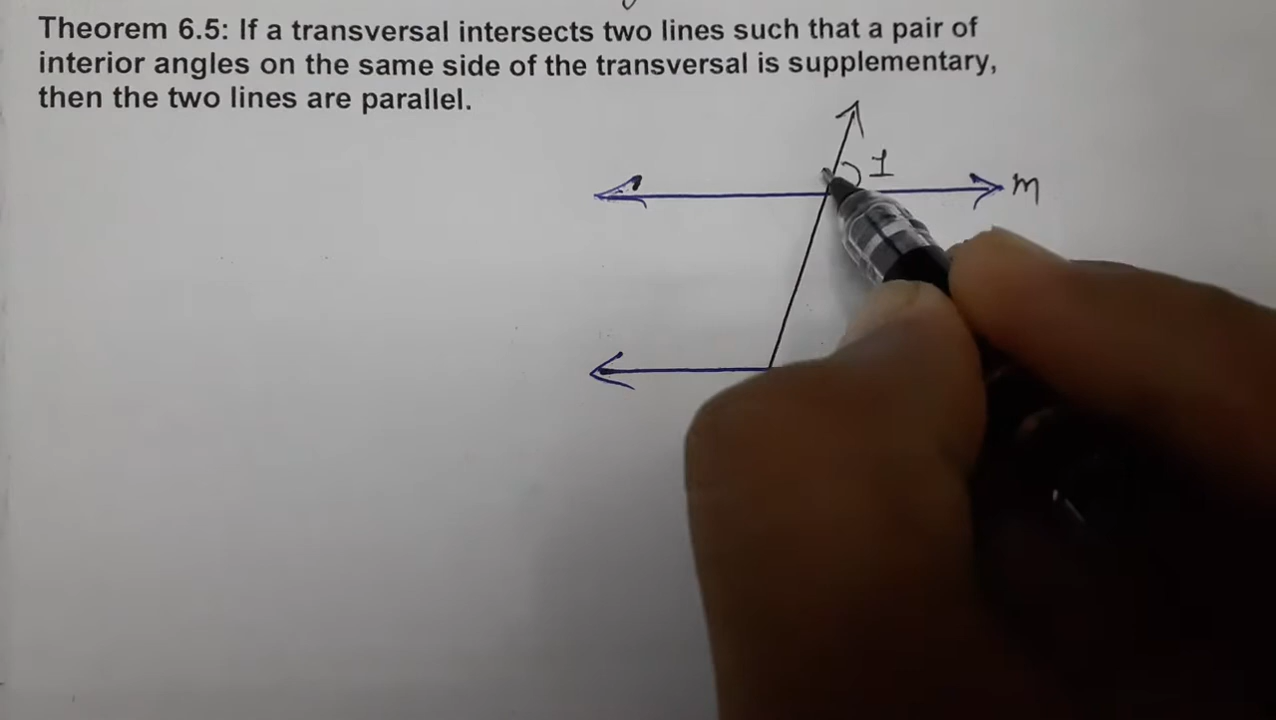 Theorem 6.5: If a transversal intersects two lines such that a pair of
interior angles on the same side of the transversal is supplementary,
then the two lines are parallel.
1
m